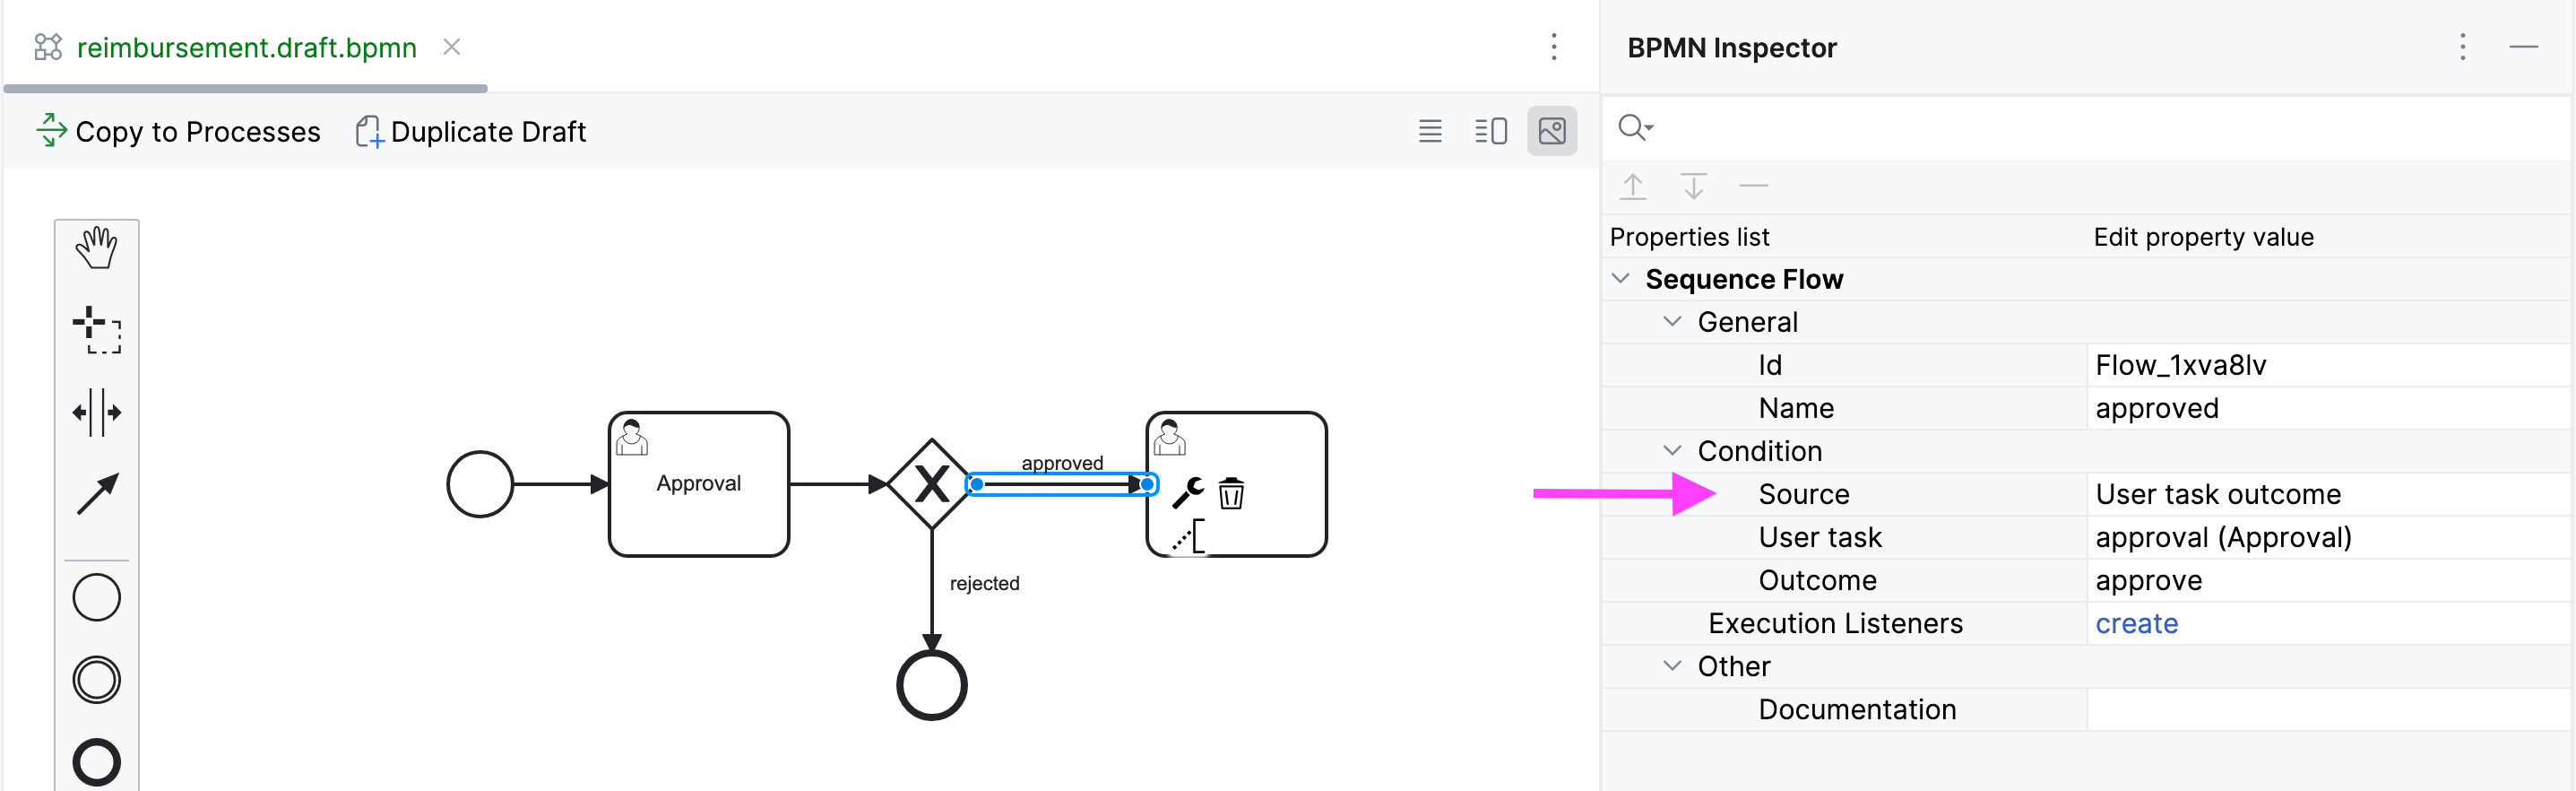 reimbursement.draft.bpmn
Copy to Processes Duplicate Draft
Approval
approved
rejected
BPMN Inspector
Properties list Edit property value
Sequence Flow
General
Id Flow_1xva8lv
Name approved
Condition
Source User task outcome
User task approval (Approval)
Outcome approve
Execution Listeners create
Other
Documentation